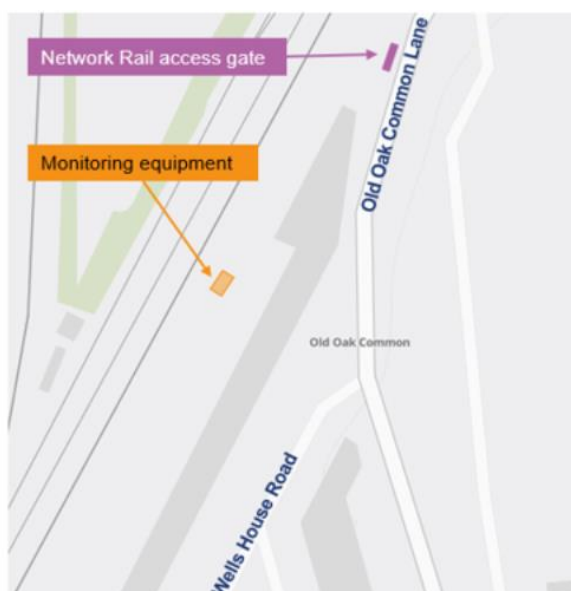 Network Rail access gate
Old Oak Common Lane
Monitoring equipment
Old Oak Common
Wells House Road